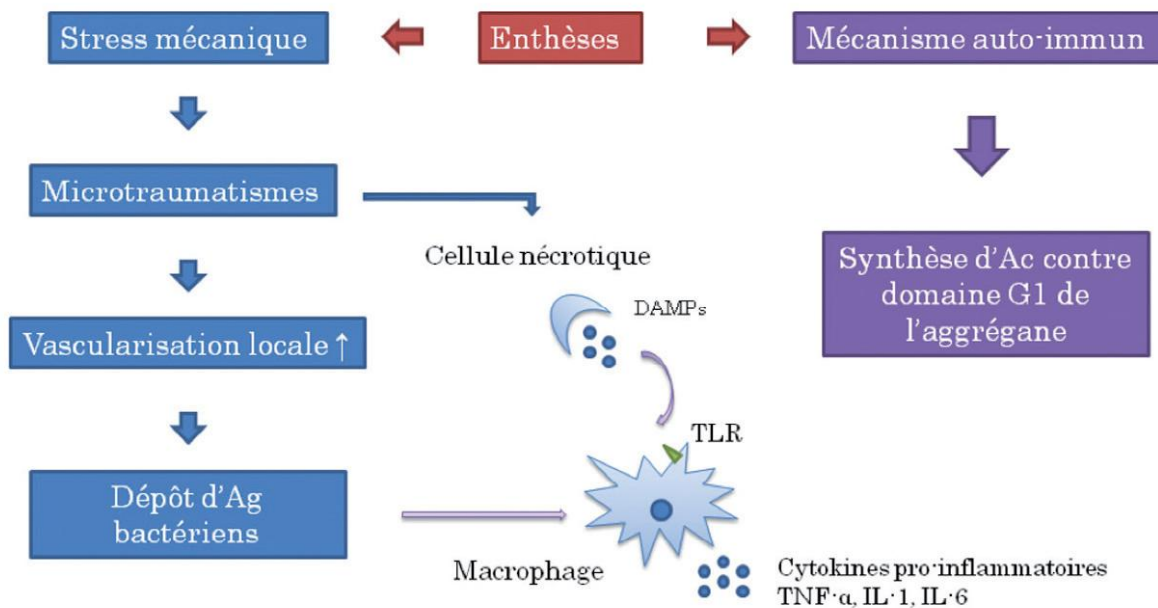 Stress mécanique
Enthèses
Mécanisme auto-immun
Microtraumatismes
Cellule nécrotique
Synthèse d'Ac contre
domaine G1 de
l'aggrégane
DAMPs
Vascularisation locale ↑
TLR
Dépôt d'Ag
bactériens
Macrophage
Cytokines pro-inflammatoires
TNF-α, IL-1, IL-6